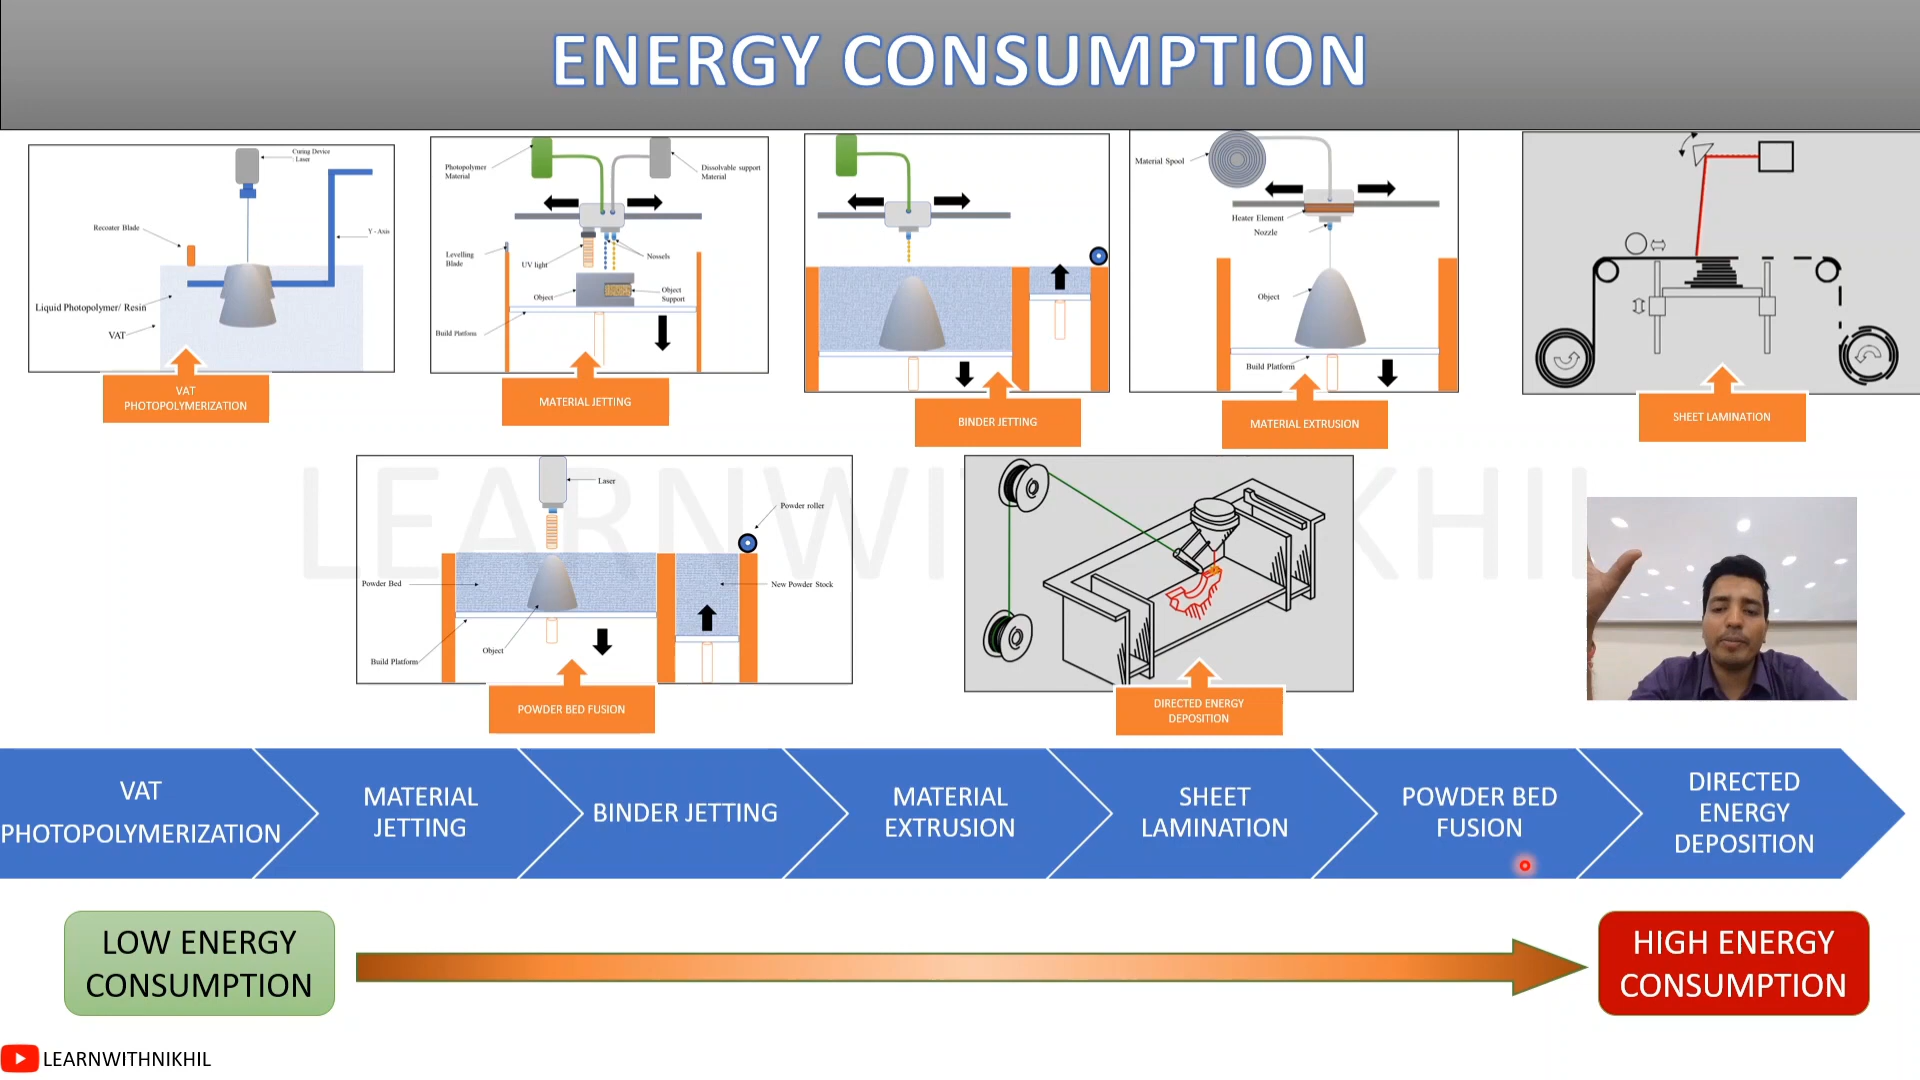 ENERGY CONSUMPTION
Curing Device
Laser
Recoater Blade
Y - Axis
Liquid Photopolymer/ Resin
VAT
VAT
PHOTOPOLYMERIZATION
Photopolymer
Material
Dissolvable support
Material
Levelling
Blade
UV light
Nossels
Object
Object
Support
Build Platform
MATERIAL JETTING
BINDER JETTING
Material Spool
Heater Element
Nozzle
Object
Build Platform
MATERIAL EXTRUSION
SHEET LAMINATION
LEARNWITHNIKHIL
Laser
Powder roller
Powder Bed
New Powder Stock
Object
Build Platform
POWDER BED FUSION
DIRECTED ENERGY
DEPOSITION
VAT
PHOTOPOLYMERIZATION
MATERIAL
JETTING
BINDER JETTING
MATERIAL
EXTRUSION
SHEET
LAMINATION
POWDER BED
FUSION
DIRECTED
ENERGY
DEPOSITION
LOW ENERGY
CONSUMPTION
HIGH ENERGY
CONSUMPTION
LEARNWITHNIKHIL